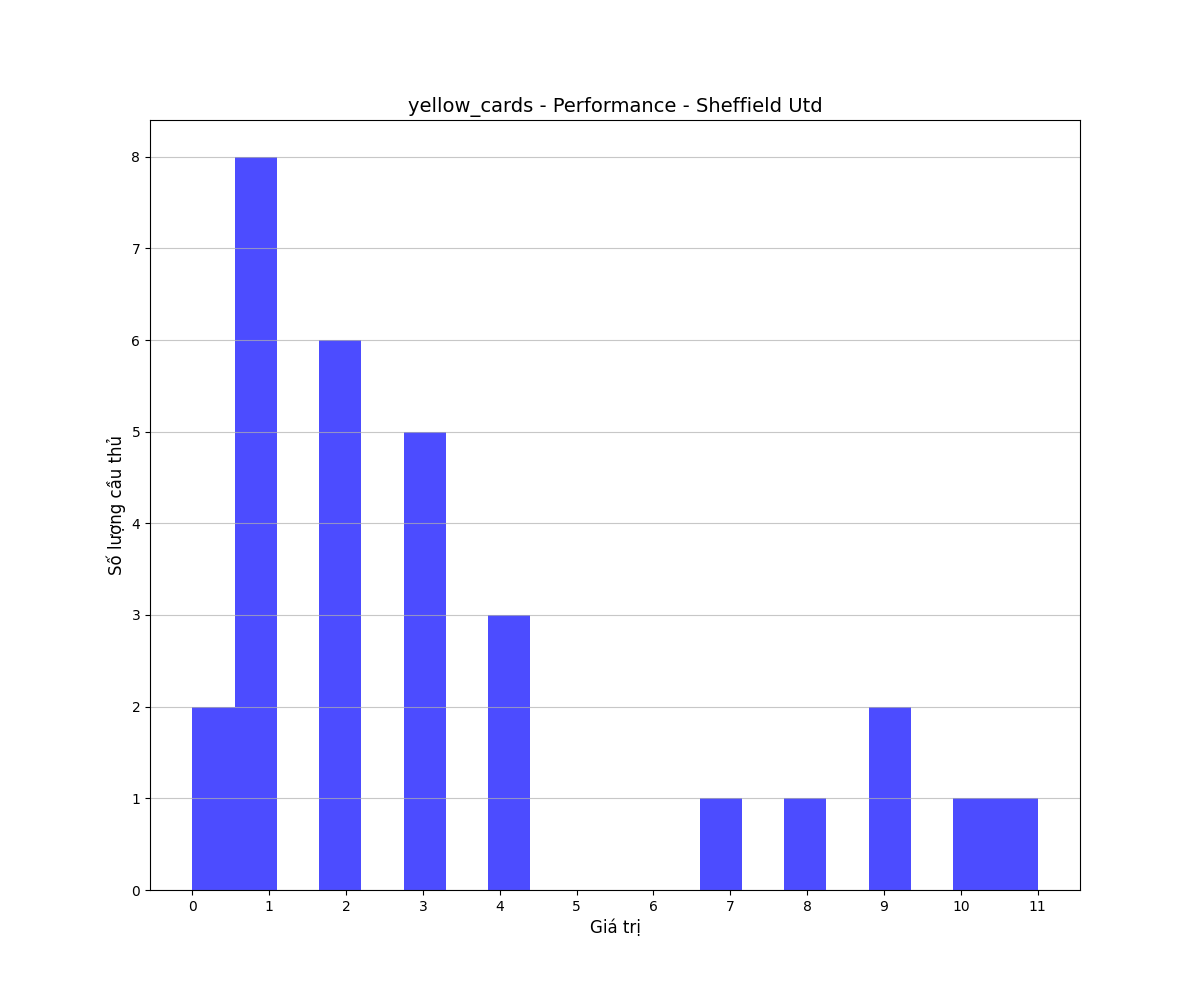 yellow_cards - Performance - Sheffield Utd
8
7
6
5
4
3
2
1
0
Số lượng cầu thủ
0 1 2 3 4 5 6 7 8 9 10 11
Giá trị